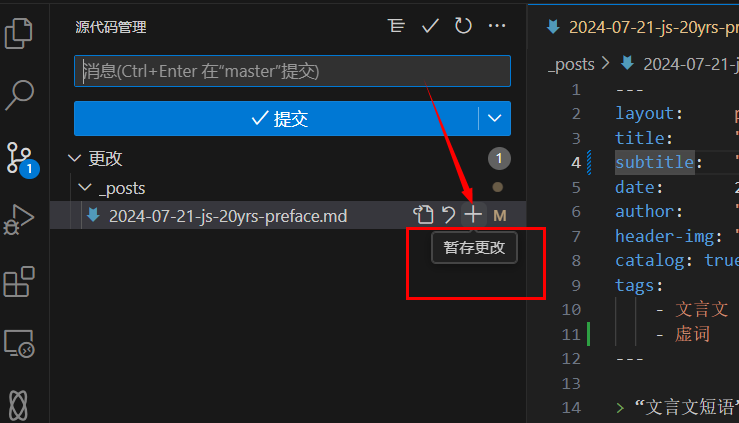 源代码管理
消息(Ctrl+Enter 在“master”提交)
提交
更改
1
_posts
2024-07-21-js-20yrs-preface.md
M
暂存更改
1
2024-07-21-js-20yrs-pr
_posts > 2024-07-21-j
1 ---
2 layout: p
3 title: "
4 subtitle: "
5 date: 2
6 author: "
7 header-img: "
8 catalog: true
9 tags:
10 - 文言文
11 - 虚词
12 ---
13
14 > “文言文短语”